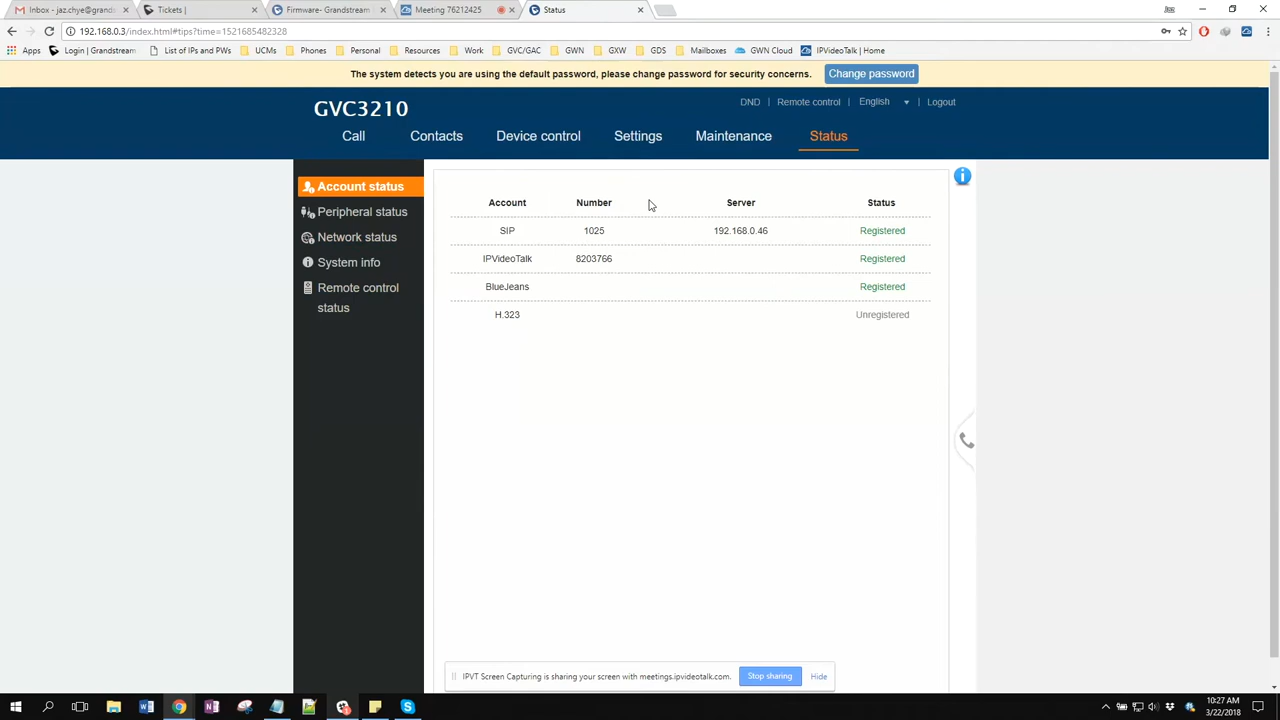 Inbox - jaz.chye@grands
Tickets |
Firmware- Grandstream
Meeting 76212425
Status
192.168.0.3/index.html#tips?time=1521685482328
Apps
Login | Grandstream
List of IPs and PWs
UCMs
Phones
Personal
Resources
Work
GVC/GAC
GWN
GXW
GDS
Mailboxes
GWN Cloud
IPVideoTalk | Home
The system detects you are using the default password, please change password for security concerns.
Change password
GVC3210
DND | Remote control | English | Logout
Call
Contacts
Device control
Settings
Maintenance
Status
Account status
Peripheral status
Network status
System info
Remote control
status
Account Number Server Status
SIP 1025 192.168.0.46 Registered
IPVideoTalk 8203766 Registered
BlueJeans Registered
H.323 Unregistered
IPVT Screen Capturing is sharing your screen with meetings.ipvideotalk.com.
Stop sharing
Hide
10:27 AM
3/22/2018